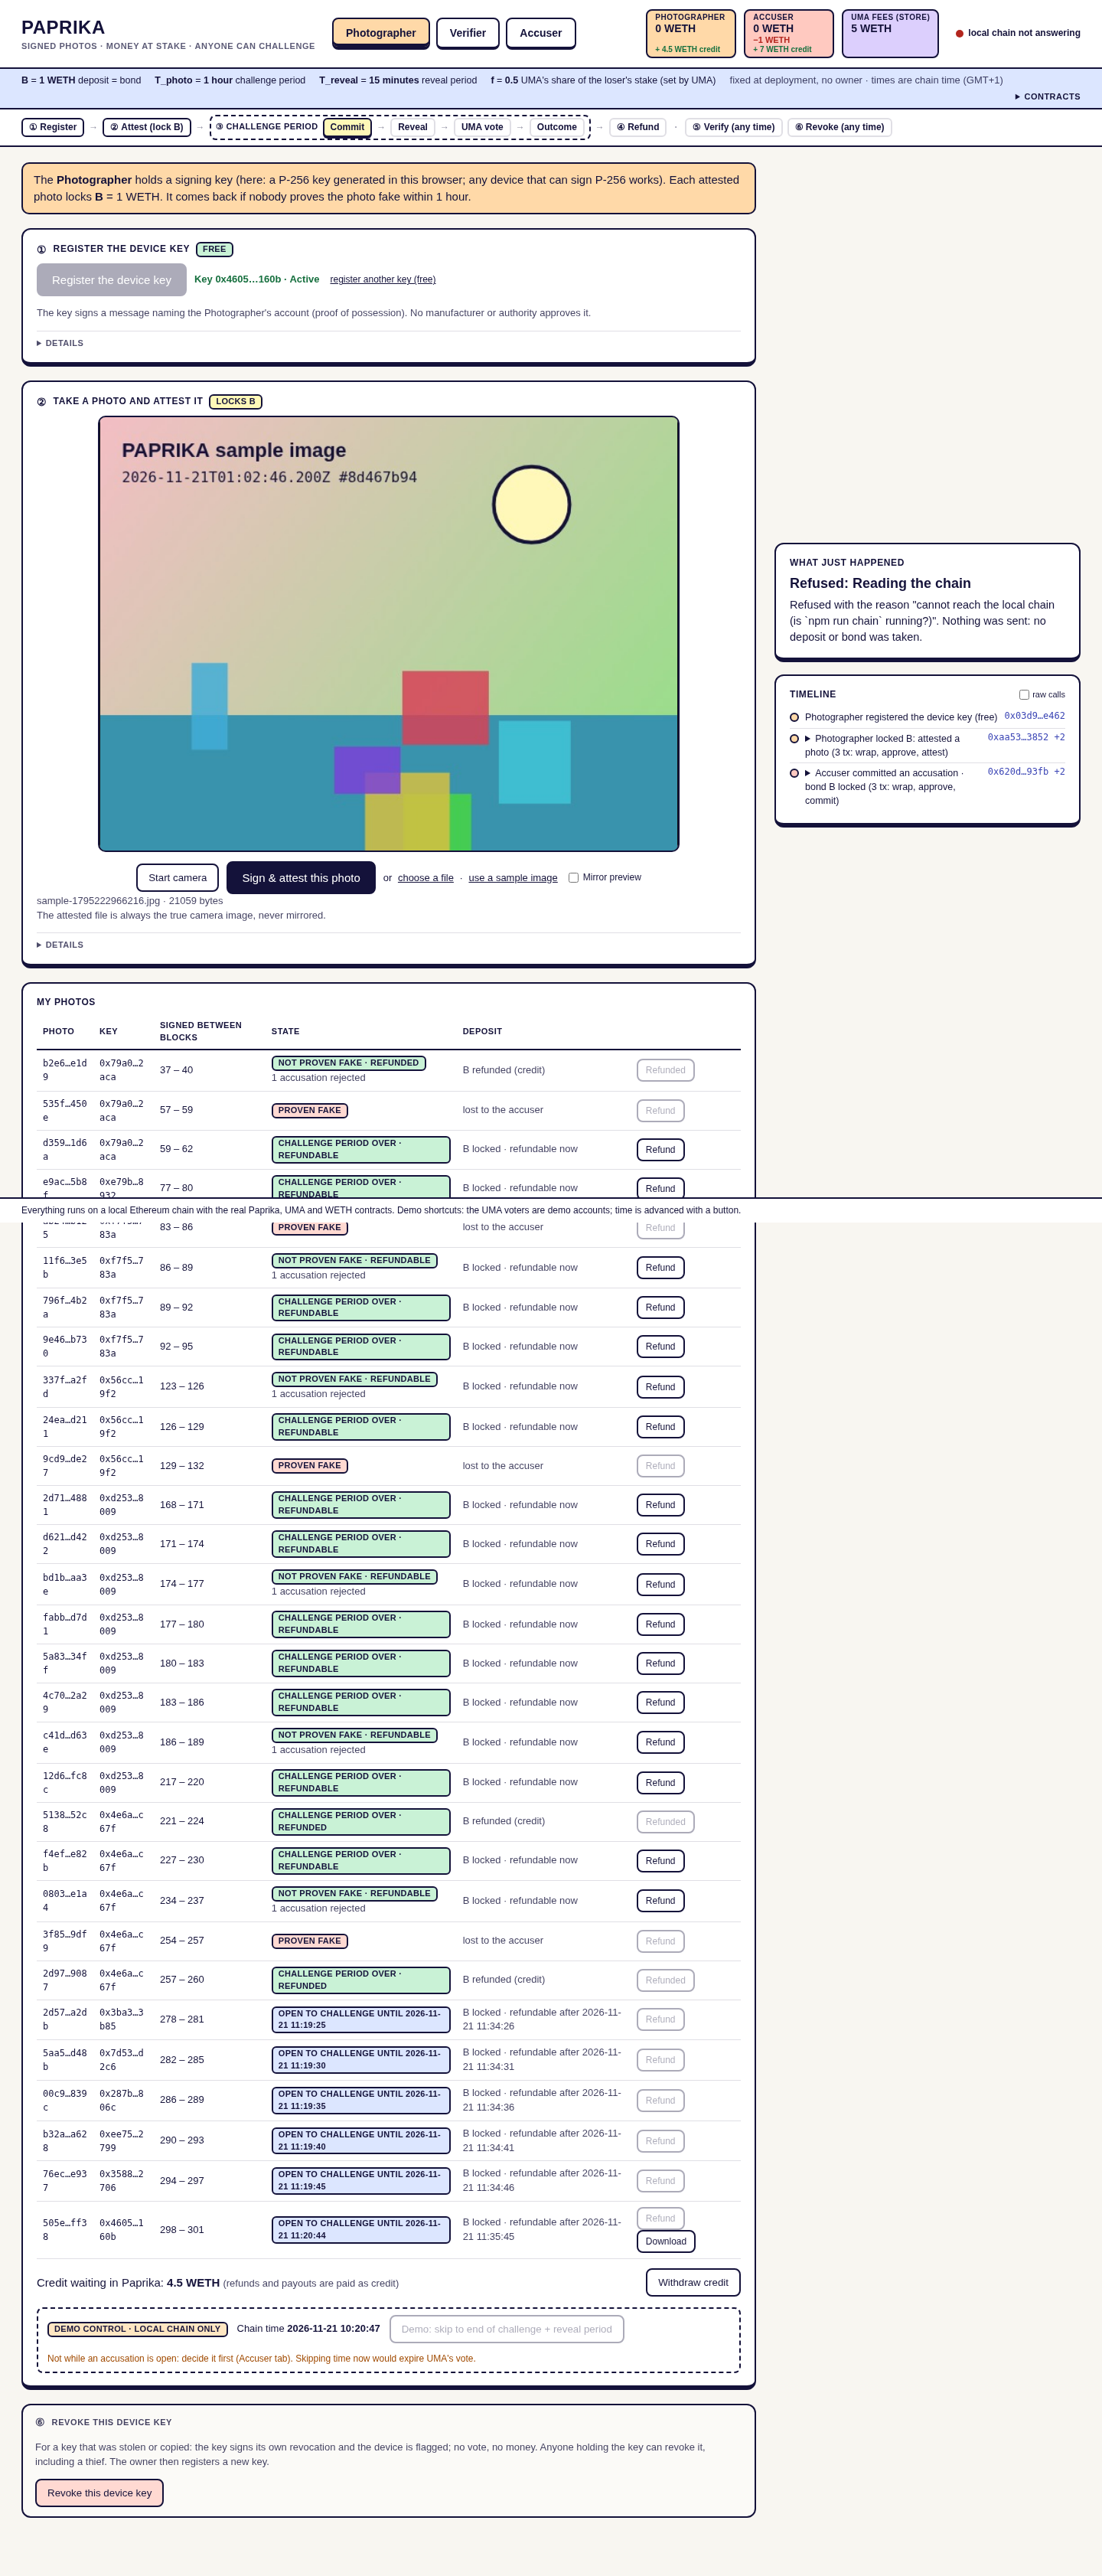 PAPRIKA
SIGNED PHOTOS · MONEY AT STAKE · ANYONE CAN CHALLENGE
Photographer
Verifier
Accuser
PHOTOGRAPHER
0 WETH
+ 4.5 WETH credit
ACCUSER
0 WETH
−1 WETH
+ 7 WETH credit
UMA FEES (STORE)
5 WETH
local chain not answering
B = 1 WETH deposit = bond T_photo = 1 hour challenge period T_reveal = 15 minutes reveal period f = 0.5 UMA's share of the loser's stake (set by UMA) fixed at deployment, no owner · times are chain time (GMT+1)
▸ CONTRACTS
① Register → ② Attest (lock B) → ③ CHALLENGE PERIOD Commit → Reveal → UMA vote → Outcome → ④ Refund · ⑤ Verify (any time) ⑥ Revoke (any time)
The Photographer holds a signing key (here: a P-256 key generated in this browser; any device that can sign P-256 works). Each attested
photo locks B = 1 WETH. It comes back if nobody proves the photo fake within 1 hour.
① REGISTER THE DEVICE KEY FREE
Register the device key Key 0x4605…160b · Active register another key (free)
The key signs a message naming the Photographer's account (proof of possession). No manufacturer or authority approves it.
▸ DETAILS
② TAKE A PHOTO AND ATTEST IT LOCKS B
PAPRIKA sample image
2026-11-21T01:02:46.200Z #8d467b94
Start camera Sign & attest this photo or choose a file · use a sample image Mirror preview
sample-1795222966216.jpg · 21059 bytes
The attested file is always the true camera image, never mirrored.
▸ DETAILS
WHAT JUST HAPPENED
Refused: Reading the chain
Refused with the reason "cannot reach the local chain
(is `npm run chain` running?)". Nothing was sent: no
deposit or bond was taken.
TIMELINE raw calls
Photographer registered the device key (free) 0x03d9…e462
▸ Photographer locked B: attested a 0xaa53…3852 +2
photo (3 tx: wrap, approve, attest)
▸ Accuser committed an accusation · 0x620d…93fb +2
bond B locked (3 tx: wrap, approve,
commit)
MY PHOTOS
PHOTO KEY SIGNED BETWEEN BLOCKS STATE DEPOSIT
b2e6…e1d9 0x79a0…2aca 37 – 40 NOT PROVEN FAKE · REFUNDED 1 accusation rejected B refunded (credit) Refunded
535f…450e 0x79a0…2aca 57 – 59 PROVEN FAKE lost to the accuser Refund
d359…1d6a 0x79a0…2aca 59 – 62 CHALLENGE PERIOD OVER · REFUNDABLE B locked · refundable now Refund
e9ac…5b8f 0xe79b…8932 77 – 80 CHALLENGE PERIOD OVER · REFUNDABLE B locked · refundable now Refund
Everything runs on a local Ethereum chain with the real Paprika, UMA and WETH contracts. Demo shortcuts: the UMA voters are demo accounts; time is advanced with a button.
5 83a 83 – 86 PROVEN FAKE lost to the accuser Refund
11f6…3e5b 0xf7f5…783a 86 – 89 NOT PROVEN FAKE · REFUNDABLE 1 accusation rejected B locked · refundable now Refund
796f…4b2a 0xf7f5…783a 89 – 92 CHALLENGE PERIOD OVER · REFUNDABLE B locked · refundable now Refund
9e46…b730 0xf7f5…783a 92 – 95 CHALLENGE PERIOD OVER · REFUNDABLE B locked · refundable now Refund
337f…a2fd 0x56cc…19f2 123 – 126 NOT PROVEN FAKE · REFUNDABLE 1 accusation rejected B locked · refundable now Refund
24ea…d211 0x56cc…19f2 126 – 129 CHALLENGE PERIOD OVER · REFUNDABLE B locked · refundable now Refund
9cd9…de27 0x56cc…19f2 129 – 132 PROVEN FAKE lost to the accuser Refund
2d71…4881 0xd253…8009 168 – 171 CHALLENGE PERIOD OVER · REFUNDABLE B locked · refundable now Refund
d621…d422 0xd253…8009 171 – 174 CHALLENGE PERIOD OVER · REFUNDABLE B locked · refundable now Refund
bd1b…aa3e 0xd253…8009 174 – 177 NOT PROVEN FAKE · REFUNDABLE 1 accusation rejected B locked · refundable now Refund
fabb…d7d1 0xd253…8009 177 – 180 CHALLENGE PERIOD OVER · REFUNDABLE B locked · refundable now Refund
5a83…34ff 0xd253…8009 180 – 183 CHALLENGE PERIOD OVER · REFUNDABLE B locked · refundable now Refund
4c70…2a29 0xd253…8009 183 – 186 CHALLENGE PERIOD OVER · REFUNDABLE B locked · refundable now Refund
c41d…d63e 0xd253…8009 186 – 189 NOT PROVEN FAKE · REFUNDABLE 1 accusation rejected B locked · refundable now Refund
12d6…fc8c 0xd253…8009 217 – 220 CHALLENGE PERIOD OVER · REFUNDABLE B locked · refundable now Refund
5138…52c8 0x4e6a…c67f 221 – 224 CHALLENGE PERIOD OVER · REFUNDED B refunded (credit) Refunded
f4ef…e82b 0x4e6a…c67f 227 – 230 CHALLENGE PERIOD OVER · REFUNDABLE B locked · refundable now Refund
0803…e1a4 0x4e6a…c67f 234 – 237 NOT PROVEN FAKE · REFUNDABLE 1 accusation rejected B locked · refundable now Refund
3f85…9df9 0x4e6a…c67f 254 – 257 PROVEN FAKE lost to the accuser Refund
2d97…9087 0x4e6a…c67f 257 – 260 CHALLENGE PERIOD OVER · REFUNDED B refunded (credit) Refunded
2d57…a2db 0x3ba3…3b85 278 – 281 OPEN TO CHALLENGE UNTIL 2026-11-21 11:19:25 B locked · refundable after 2026-11-21 11:34:26 Refund
5aa5…d48b 0x7d53…d2c6 282 – 285 OPEN TO CHALLENGE UNTIL 2026-11-21 11:19:30 B locked · refundable after 2026-11-21 11:34:31 Refund
00c9…839c 0x287b…806c 286 – 289 OPEN TO CHALLENGE UNTIL 2026-11-21 11:19:35 B locked · refundable after 2026-11-21 11:34:36 Refund
b32a…a628 0xee75…2799 290 – 293 OPEN TO CHALLENGE UNTIL 2026-11-21 11:19:40 B locked · refundable after 2026-11-21 11:34:41 Refund
76ec…e937 0x3588…2706 294 – 297 OPEN TO CHALLENGE UNTIL 2026-11-21 11:19:45 B locked · refundable after 2026-11-21 11:34:46 Refund
505e…ff38 0x4605…160b 298 – 301 OPEN TO CHALLENGE UNTIL 2026-11-21 11:20:44 B locked · refundable after 2026-11-21 11:35:45 Refund Download
Credit waiting in Paprika: 4.5 WETH (refunds and payouts are paid as credit) Withdraw credit
DEMO CONTROL · LOCAL CHAIN ONLY Chain time 2026-11-21 10:20:47 Demo: skip to end of challenge + reveal period
Not while an accusation is open: decide it first (Accuser tab). Skipping time now would expire UMA's vote.
⑥ REVOKE THIS DEVICE KEY
For a key that was stolen or copied: the key signs its own revocation and the device is flagged; no vote, no money. Anyone holding the key can revoke it,
including a thief. The owner then registers a new key.
Revoke this device key